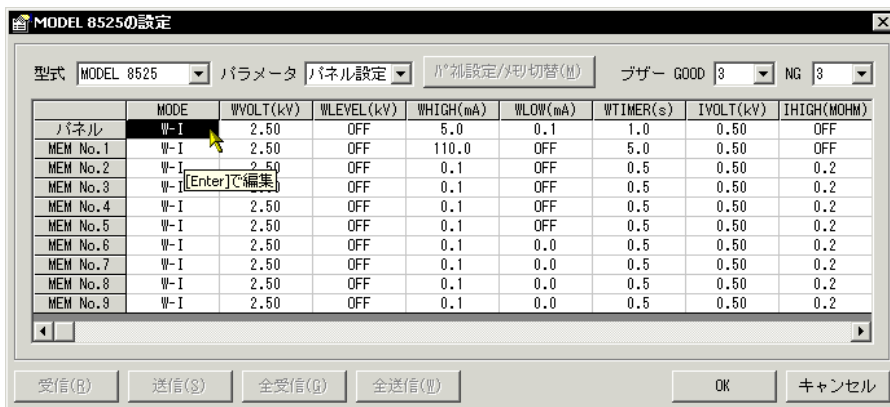 MODEL 8525の設定
型式 MODEL 8525 パラメータ パネル設定 パネル設定/メモリ切替(M) ブザー GOOD 3 NG 3
MODE WVOLT(kV) WLEVEL(kV) WHIGH(mA) WLOW(mA) WTIMER(s) IVOLT(kV) IHIGH(MOHM)
パネル W-I 2.50 OFF 5.0 0.1 1.0 0.50 OFF
MEM No.1 W-I 2.50 OFF 110.0 OFF 5.0 0.50 OFF
MEM No.2 W-I 2.50 OFF 0.1 OFF 0.5 0.50 0.2
[Enter]で編集
MEM No.3 W-I OFF 0.1 OFF 0.5 0.50 0.2
MEM No.4 W-I 2.50 OFF 0.1 OFF 0.5 0.50 0.2
MEM No.5 W-I 2.50 OFF 0.1 OFF 0.5 0.50 0.2
MEM No.6 W-I 2.50 OFF 0.1 0.0 0.5 0.50 0.2
MEM No.7 W-I 2.50 OFF 0.1 0.0 0.5 0.50 0.2
MEM No.8 W-I 2.50 OFF 0.1 0.0 0.5 0.50 0.2
MEM No.9 W-I 2.50 OFF 0.1 0.0 0.5 0.50 0.2
受信(R) 送信(S) 全受信(G) 全送信(W) OK キャンセル